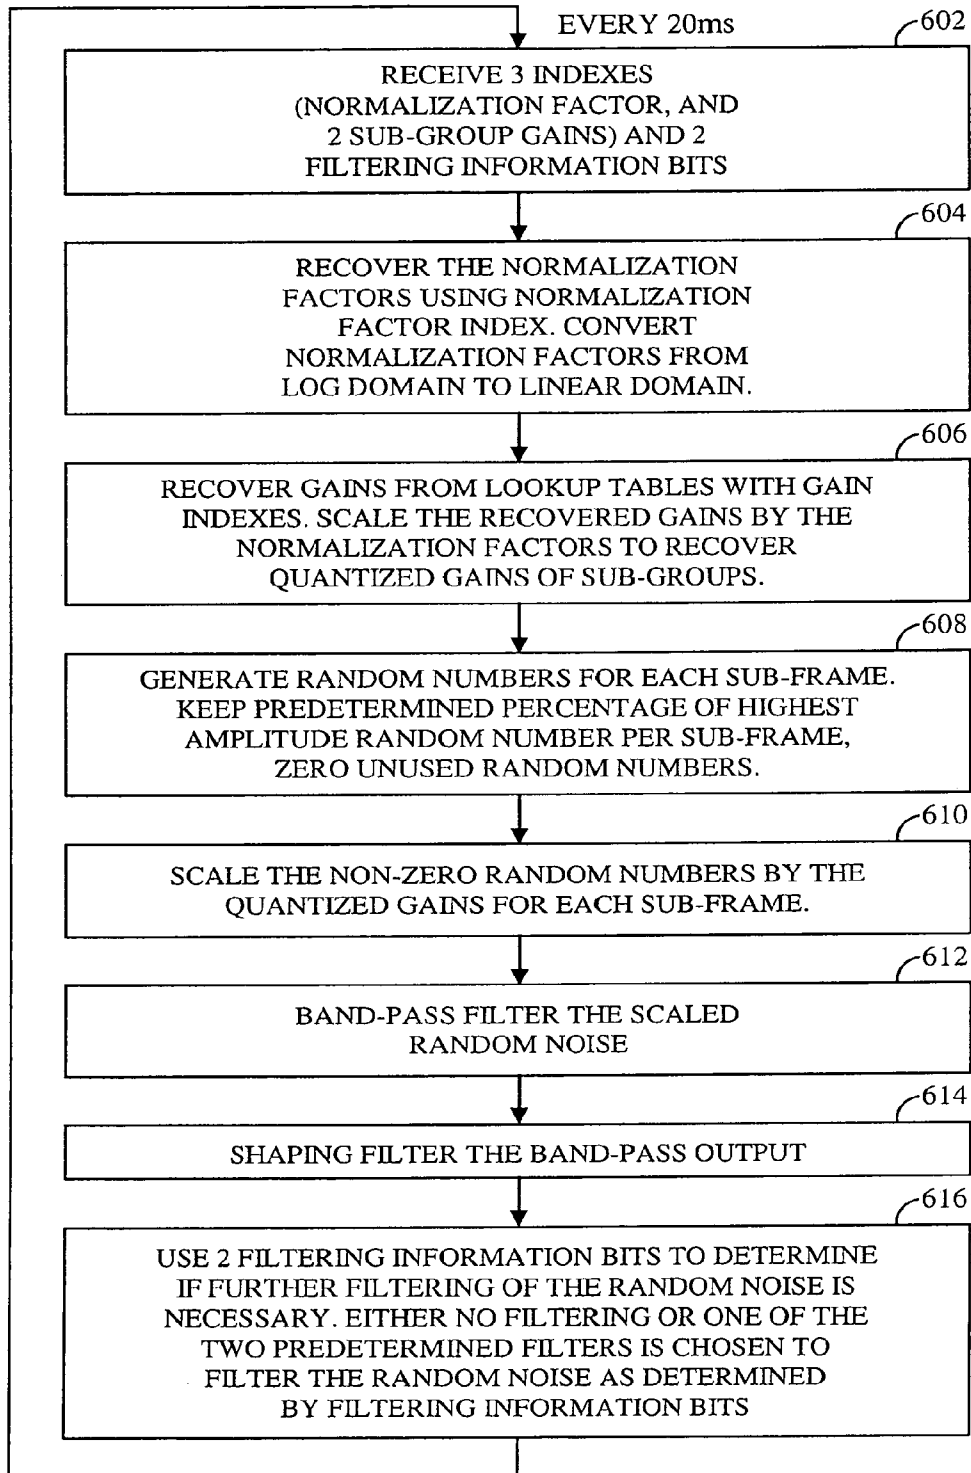 EVERY 20ms
602
RECEIVE 3 INDEXES
(NORMALIZATION FACTOR, AND
2 SUB-GROUP GAINS) AND 2
FILTERING INFORMATION BITS
604
RECOVER THE NORMALIZATION
FACTORS USING NORMALIZATION
FACTOR INDEX. CONVERT
NORMALIZATION FACTORS FROM
LOG DOMAIN TO LINEAR DOMAIN.
606
RECOVER GAINS FROM LOOKUP TABLES WITH GAIN
INDEXES. SCALE THE RECOVERED GAINS BY THE
NORMALIZATION FACTORS TO RECOVER
QUANTIZED GAINS OF SUB-GROUPS.
608
GENERATE RANDOM NUMBERS FOR EACH SUB-FRAME.
KEEP PREDETERMINED PERCENTAGE OF HIGHEST
AMPLITUDE RANDOM NUMBER PER SUB-FRAME,
ZERO UNUSED RANDOM NUMBERS.
610
SCALE THE NON-ZERO RANDOM NUMBERS BY THE
QUANTIZED GAINS FOR EACH SUB-FRAME.
612
BAND-PASS FILTER THE SCALED
RANDOM NOISE
614
SHAPING FILTER THE BAND-PASS OUTPUT
616
USE 2 FILTERING INFORMATION BITS TO DETERMINE
IF FURTHER FILTERING OF THE RANDOM NOISE IS
NECESSARY. EITHER NO FILTERING OR ONE OF THE
TWO PREDETERMINED FILTERS IS CHOSEN TO
FILTER THE RANDOM NOISE AS DETERMINED
BY FILTERING INFORMATION BITS